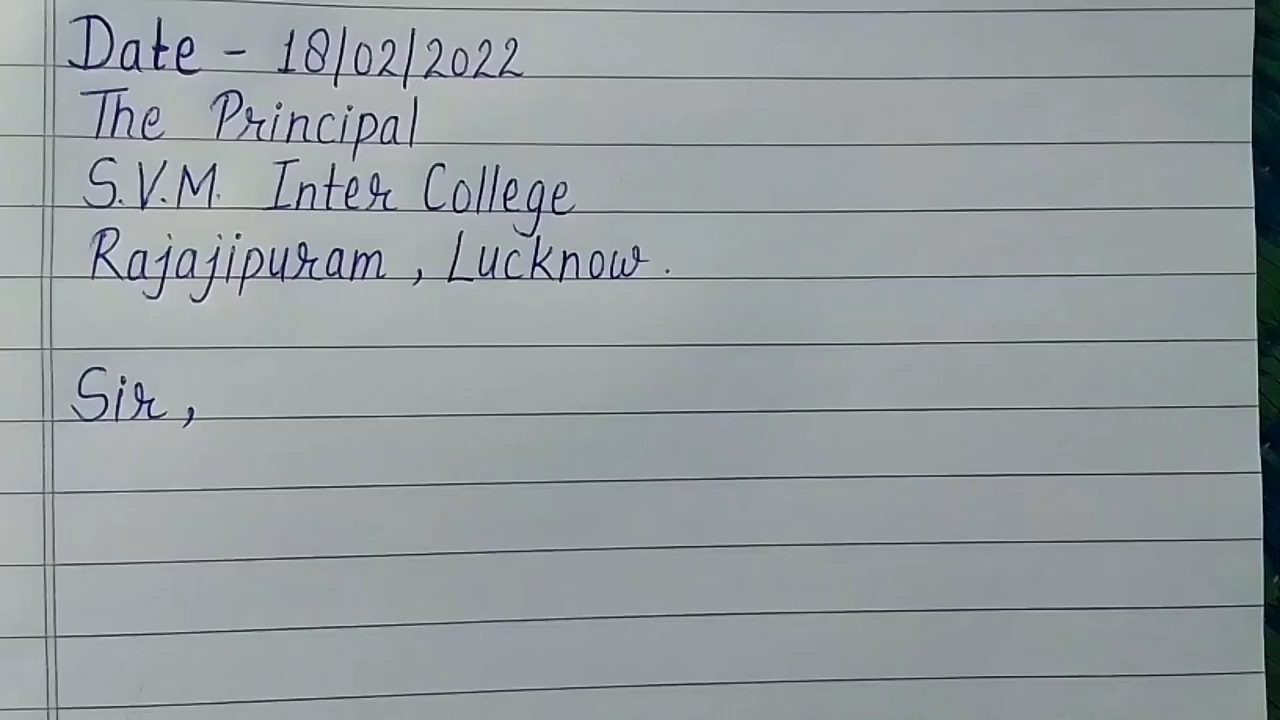 Date - 18/02/2022
The Principal
S.V.M. Inter College
Rajajipuram, Lucknow.
Sir,